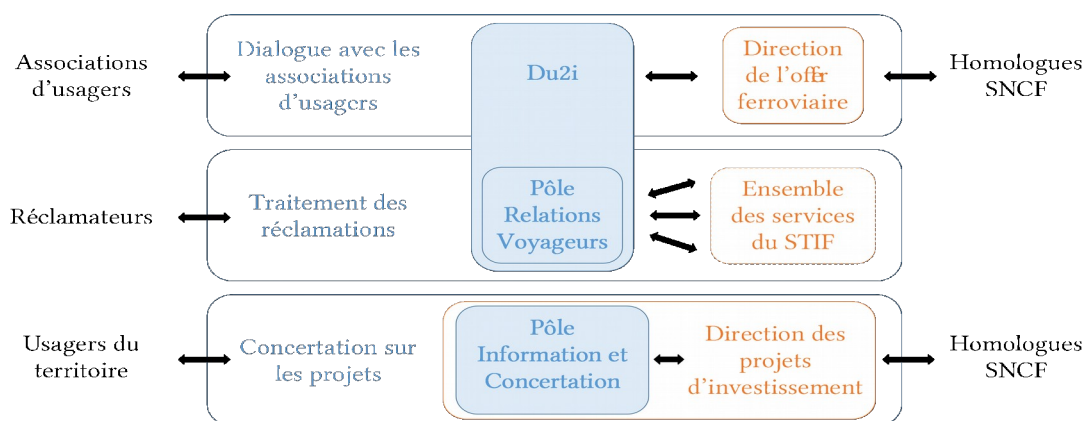 Associations
d'usagers
Dialogue avec les
associations
d'usagers
Du2i
Direction
de l'offre
ferroviaire
Homologues
SNCF
Réclamateurs
Traitement des
réclamations
Pôle
Relations
Voyageurs
Ensemble
des services
du STIF
Usagers du
territoire
Concertation sur
les projets
Pôle
Information et
Concertation
Direction des
projets
d'investissement
Homologues
SNCF